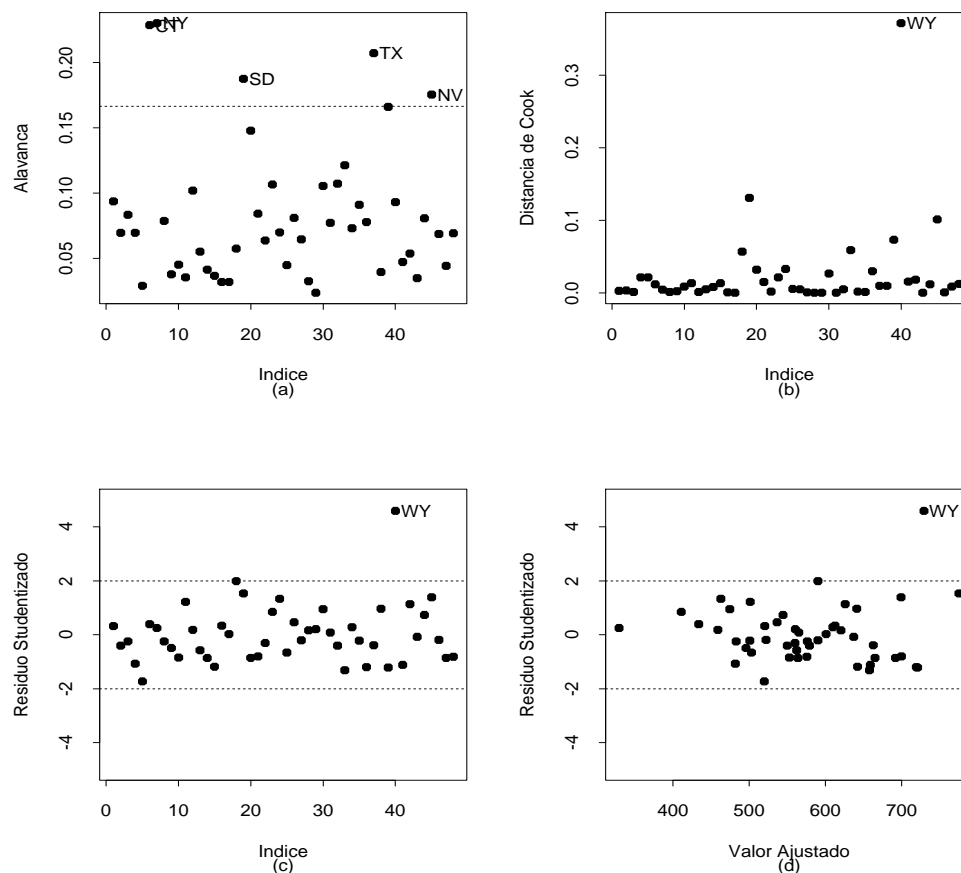 NY
CT
TX
SD
NV
0.20
0.15
0.10
0.05
Alavanca
0 10 20 30 40
Indice
(a)
WY
0.3
0.2
0.1
0.0
Distancia de Cook
0 10 20 30 40
Indice
(b)
WY
4
2
0
-2
-4
Residuo Studentizado
0 10 20 30 40
Indice
(c)
WY
4
2
0
-2
-4
Residuo Studentizado
400 500 600 700
Valor Ajustado
(d)